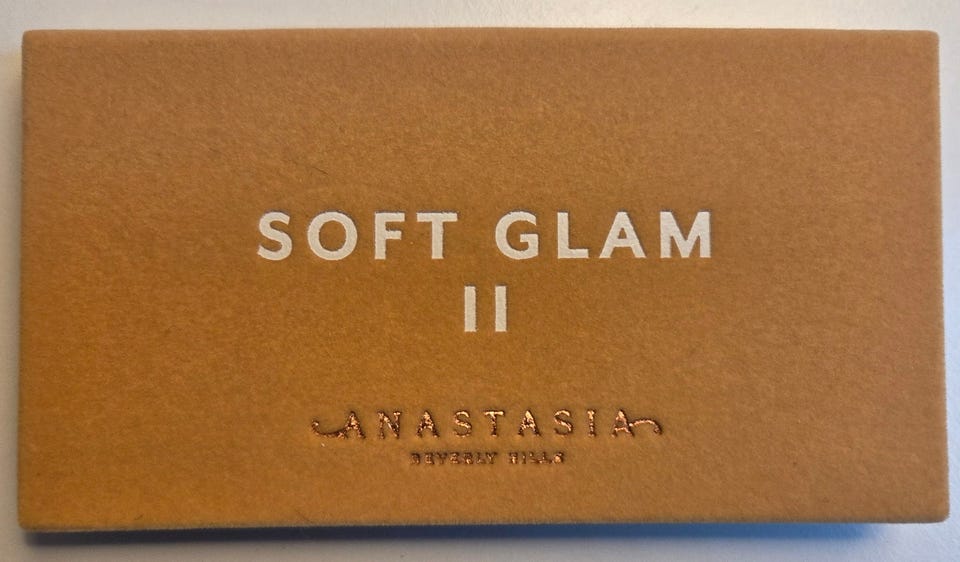 SOFT GLAM
II
ANASTASIA
BEVERLY HILLS